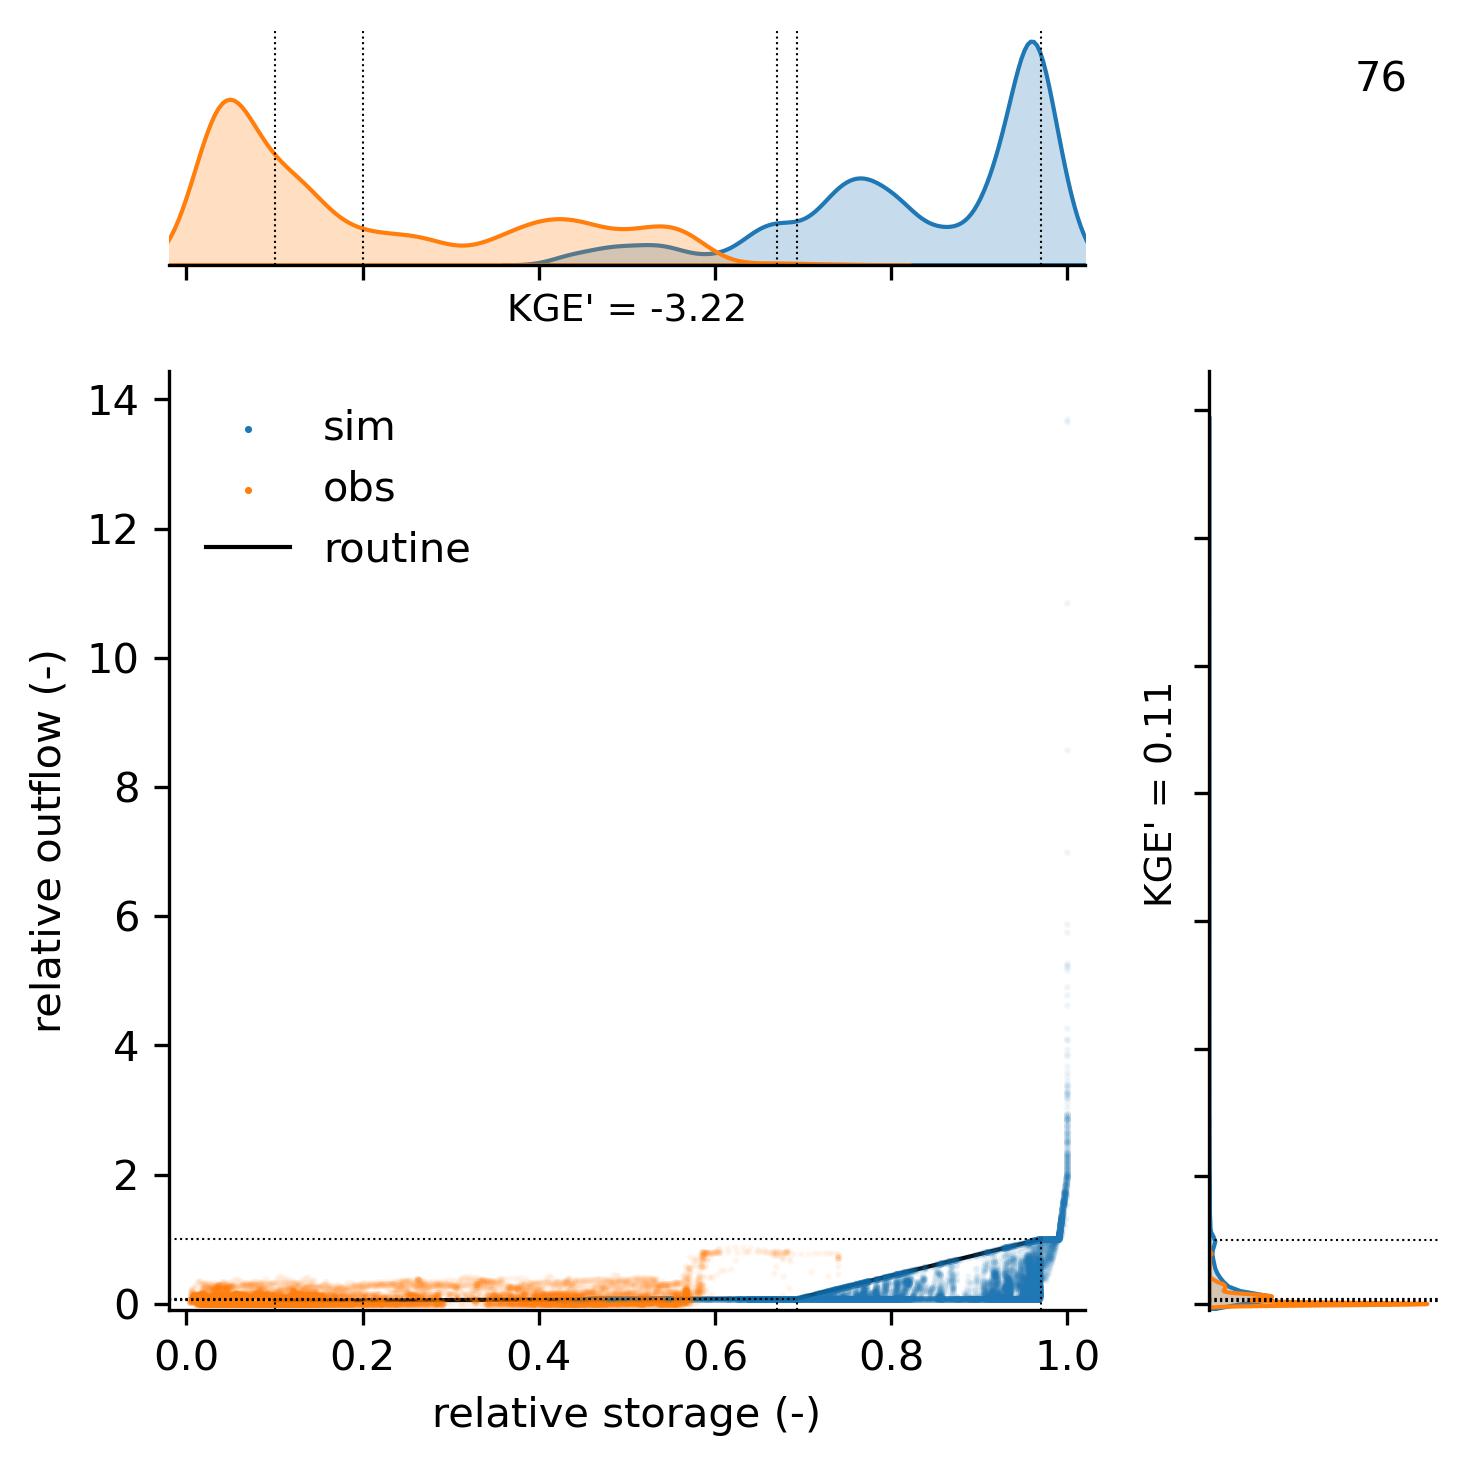 76
KGE' = -3.22
14
12
10
8
6
4
2
0
relative outflow (-)
sim
obs
routine
KGE' = 0.11
0.0 0.2 0.4 0.6 0.8 1.0
relative storage (-)